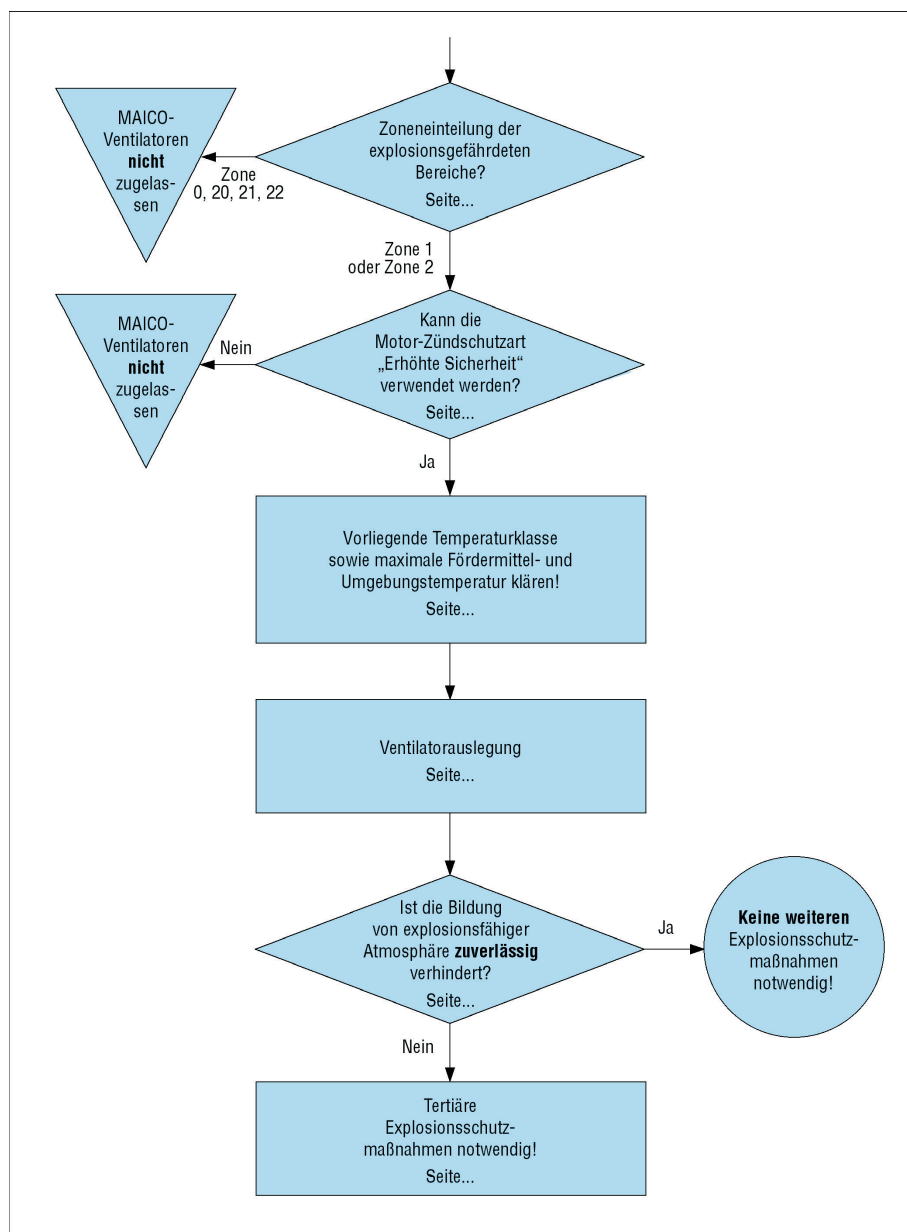 Zoneneinteilung der
explosionsgefährdeten
Bereiche?
Seite...
Zone
0, 20, 21, 22
MAICO-
Ventilatoren
nicht
zugelas-
sen
Zone 1
oder Zone 2
Kann die
Motor-Zündschutzart
„Erhöhte Sicherheit“
verwendet werden?
Seite...
Nein
MAICO-
Ventilatoren
nicht
zugelas-
sen
Ja
Vorliegende Temperaturklasse
sowie maximale Fördermittel- und
Umgebungstemperatur klären!
Seite...
Ventilatorauslegung
Seite...
Ist die Bildung
von explosionsfähiger
Atmosphäre zuverlässig
verhindert?
Seite...
Ja
Keine weiteren
Explosionsschutz-
maßnahmen
notwendig!
Nein
Tertiäre
Explosionsschutz-
maßnahmen notwendig!
Seite...